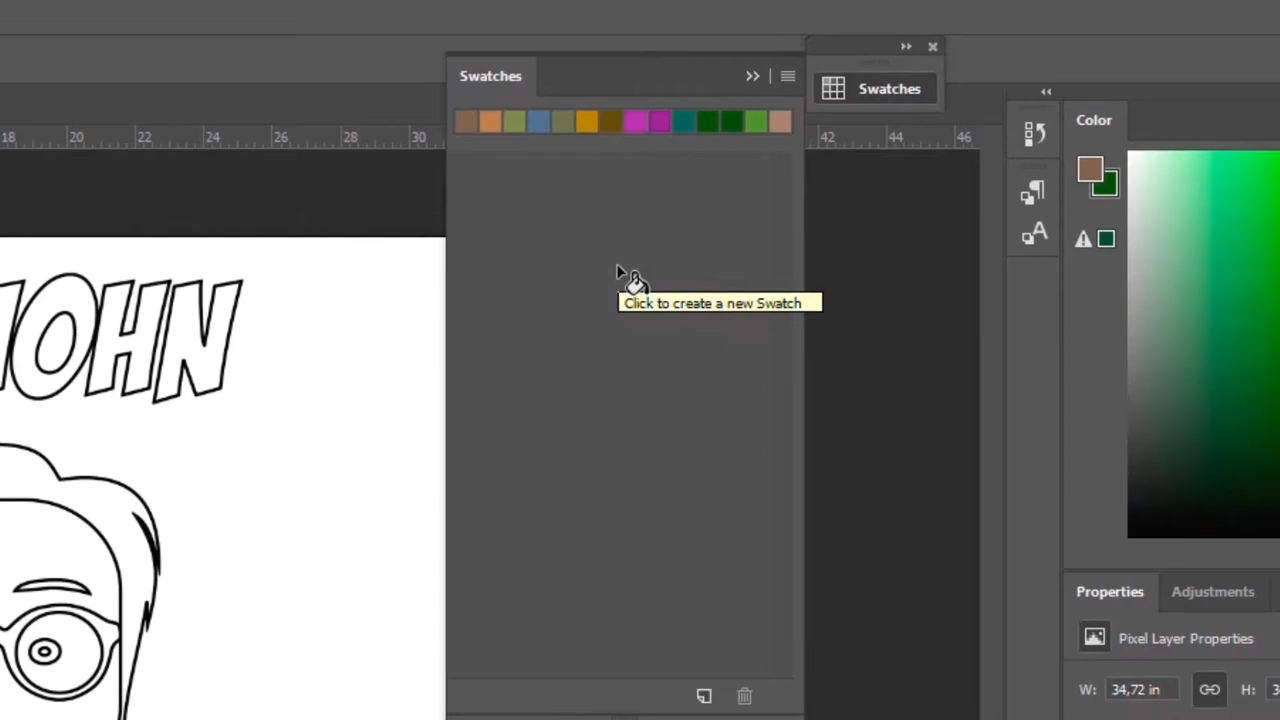 Swatches
Swatches
18 20 22 24 26 28 30 42 44 46
Color
Click to create a new Swatch
OHN
Properties
Adjustments
Pixel Layer Properties
W: 34,72 in H: 3